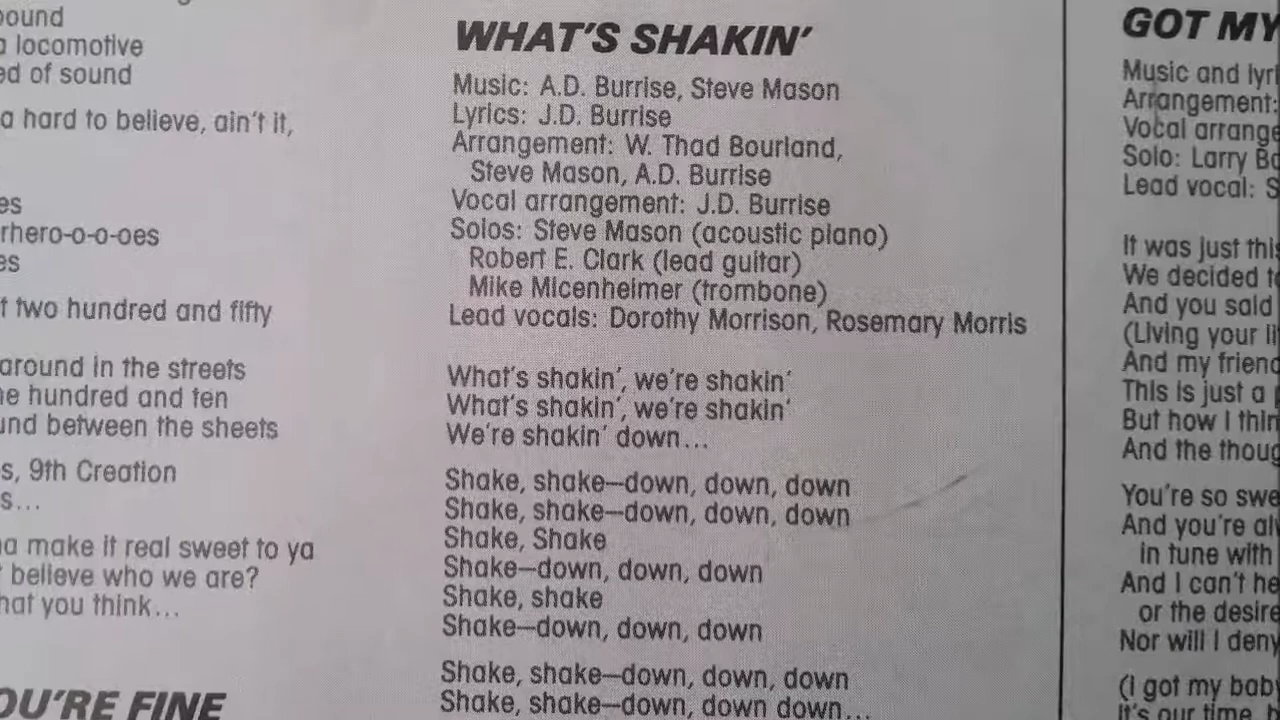 ound
a locomotive
ed of sound
a hard to believe, ain't it,
es
rhero-o-o-oes
es
t two hundred and fifty
around in the streets
ne hundred and ten
und between the sheets
s, 9th Creation
s...
na make it real sweet to ya
believe who we are?
hat you think...
OU'RE FINE
WHAT'S SHAKIN'
Music: A.D. Burrise, Steve Mason
Lyrics: J.D. Burrise
Arrangement: W. Thad Bourland,
Steve Mason, A.D. Burrise
Vocal arrangement: J.D. Burrise
Solos: Steve Mason (acoustic piano)
Robert E. Clark (lead guitar)
Mike Micenheimer (trombone)
Lead vocals: Dorothy Morrison, Rosemary Morris
What's shakin', we're shakin'
What's shakin', we're shakin'
We're shakin' down...
Shake, shake—down, down, down
Shake, shake—down, down, down
Shake, Shake
Shake—down, down, down
Shake, shake
Shake—down, down, down
Shake, shake—down, down, down
Shake, shake—down, down down...
GOT MY
Music and lyri
Arrangement:
Vocal arrange
Solo: Larry Ba
Lead vocal: S
It was just this
We decided to
And you said
(Living your li
And my friend
This is just a
But how I thin
And the thoug
You're so swe
And you're al
in tune with
And I can't he
or the desire
Nor will I deny
(I got my baby
It's our time, b